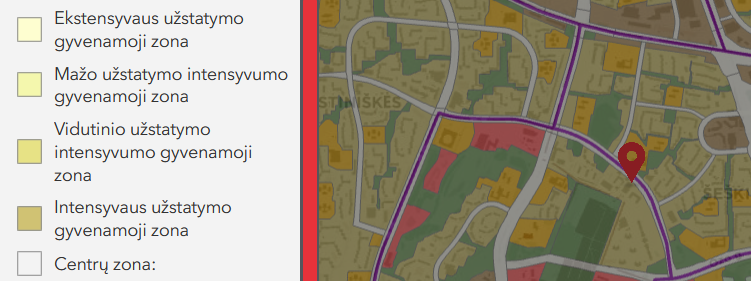 Ekstensyvaus užstatymo
gyvenamoji zona
Mažo užstatymo intensyvumo
gyvenamoji zona
Vidutinio užstatymo
intensyvumo gyvenamoji
zona
Intensyvaus užstatymo
gyvenamoji zona
Centrų zona: